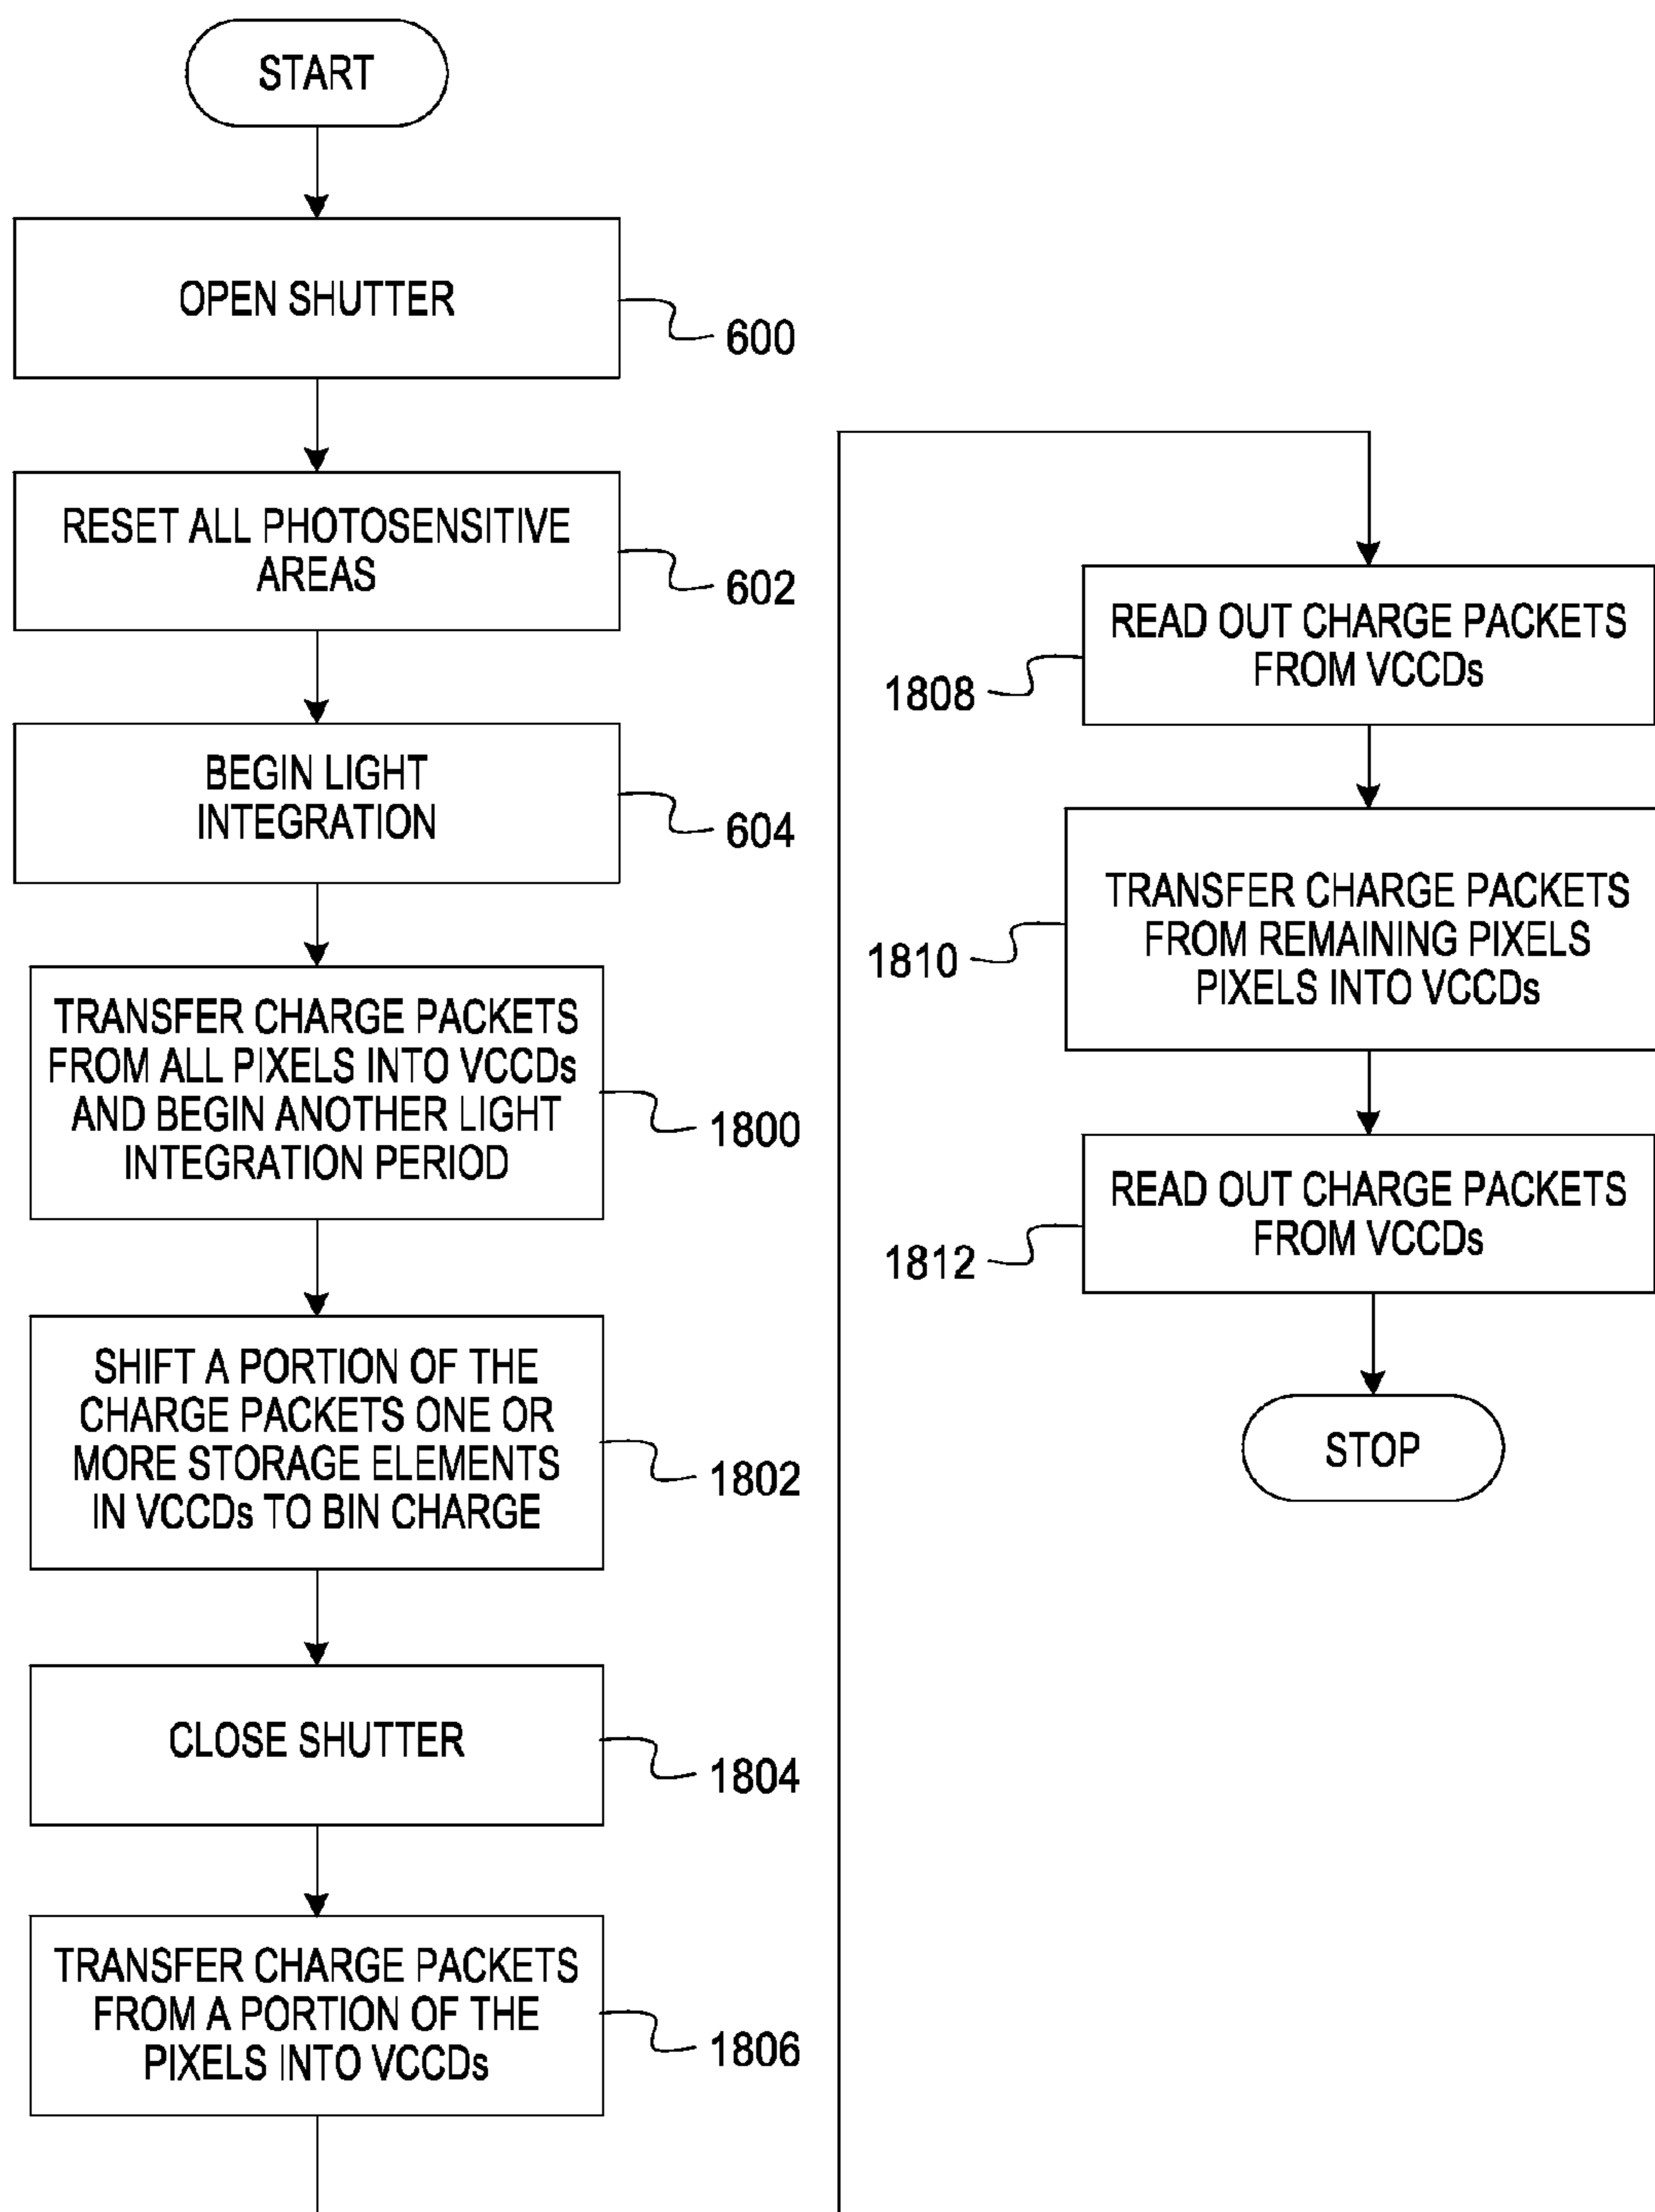 START
OPEN SHUTTER
600
RESET ALL PHOTOSENSITIVE
AREAS
602
BEGIN LIGHT
INTEGRATION
604
TRANSFER CHARGE PACKETS
FROM ALL PIXELS INTO VCCDs
AND BEGIN ANOTHER LIGHT
INTEGRATION PERIOD
1800
SHIFT A PORTION OF THE
CHARGE PACKETS ONE OR
MORE STORAGE ELEMENTS
IN VCCDs TO BIN CHARGE
1802
CLOSE SHUTTER
1804
TRANSFER CHARGE PACKETS
FROM A PORTION OF THE
PIXELS INTO VCCDs
1806
READ OUT CHARGE PACKETS
FROM VCCDs
1808
TRANSFER CHARGE PACKETS
FROM REMAINING PIXELS
PIXELS INTO VCCDs
1810
READ OUT CHARGE PACKETS
FROM VCCDs
1812
STOP